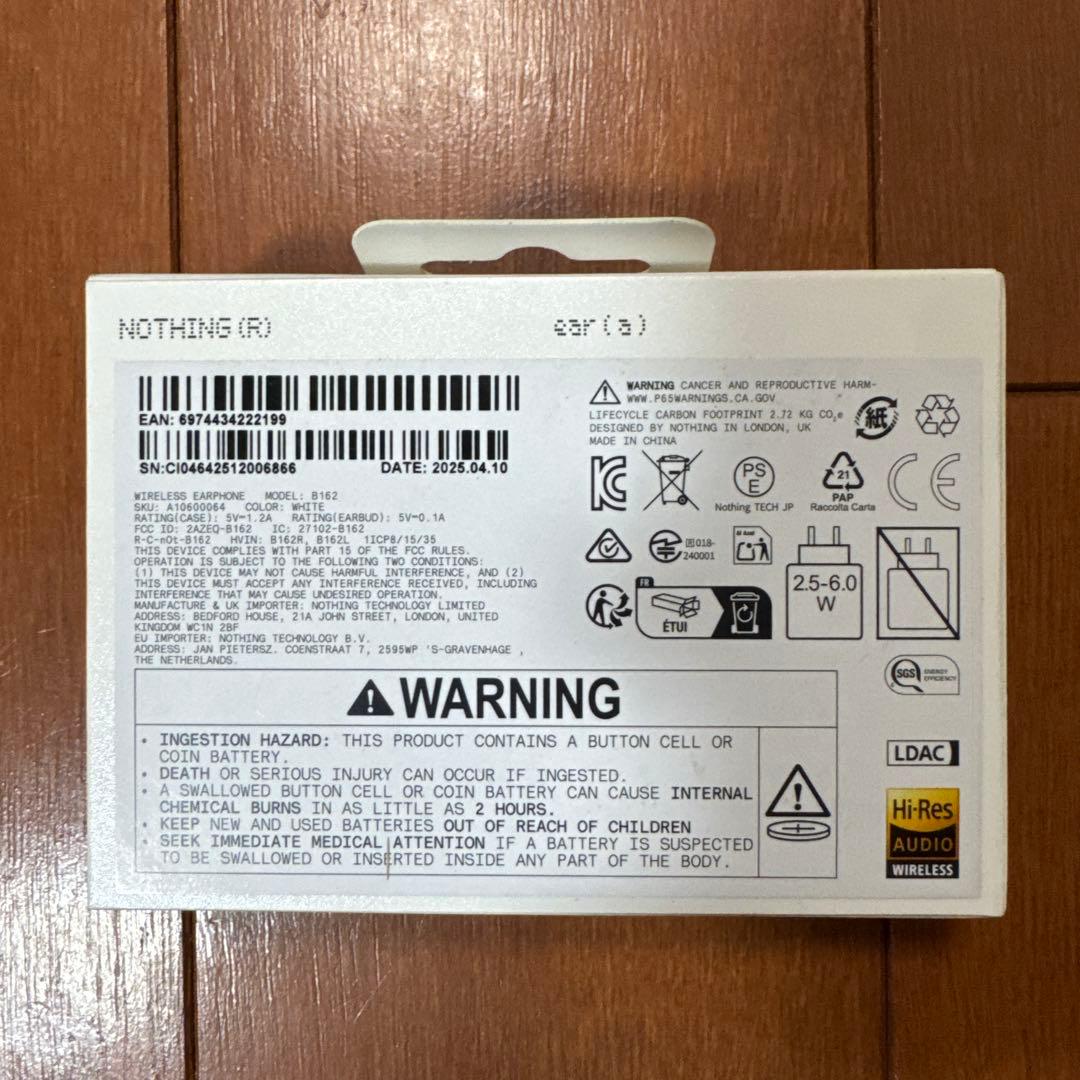 NOTHING(R)
ear(a)
EAN: 6974434222199
SN:CI04642512006866 DATE: 2025.04.10
WIRELESS EARPHONE MODEL: B162
SKU: A10600064 COLOR: WHITE
RATING(CASE): 5V⎓1.2A RATING(EARBUD): 5V⎓0.1A
FCC ID: 2AZEQ-B162 IC: 27102-B162
R-C-nOt-B162 HVIN: B162R, B162L 1ICP8/15/35
THIS DEVICE COMPLIES WITH PART 15 OF THE FCC RULES.
OPERATION IS SUBJECT TO THE FOLLOWING TWO CONDITIONS:
(1) THIS DEVICE MAY NOT CAUSE HARMFUL INTERFERENCE, AND (2)
THIS DEVICE MUST ACCEPT ANY INTERFERENCE RECEIVED, INCLUDING
INTERFERENCE THAT MAY CAUSE UNDESIRED OPERATION.
MANUFACTURE & UK IMPORTER: NOTHING TECHNOLOGY LIMITED
ADDRESS: BEDFORD HOUSE, 21A JOHN STREET, LONDON, UNITED
KINGDOM WC1N 2BF
EU IMPORTER: NOTHING TECHNOLOGY B.V.
ADDRESS: JAN PIETERSZ. COENSTRAAT 7, 2595WP 'S-GRAVENHAGE ,
THE NETHERLANDS.
WARNING CANCER AND REPRODUCTIVE HARM-
WWW.P65WARNINGS.CA.GOV
LIFECYCLE CARBON FOOTPRINT 2.72 KG CO₂e
DESIGNED BY NOTHING IN LONDON, UK
MADE IN CHINA
紙
PS
E
Nothing TECH JP
21
PAP
Raccolta Carta
CE
018-
240001
FR
ÉTUI
2.5-6.0
W
SGS ENERGY
EFFICIENCY
WARNING
• INGESTION HAZARD: THIS PRODUCT CONTAINS A BUTTON CELL OR
COIN BATTERY.
• DEATH OR SERIOUS INJURY CAN OCCUR IF INGESTED.
• A SWALLOWED BUTTON CELL OR COIN BATTERY CAN CAUSE INTERNAL
CHEMICAL BURNS IN AS LITTLE AS 2 HOURS.
• KEEP NEW AND USED BATTERIES OUT OF REACH OF CHILDREN
• SEEK IMMEDIATE MEDICAL ATTENTION IF A BATTERY IS SUSPECTED
TO BE SWALLOWED OR INSERTED INSIDE ANY PART OF THE BODY.
LDAC
Hi-Res
AUDIO
WIRELESS